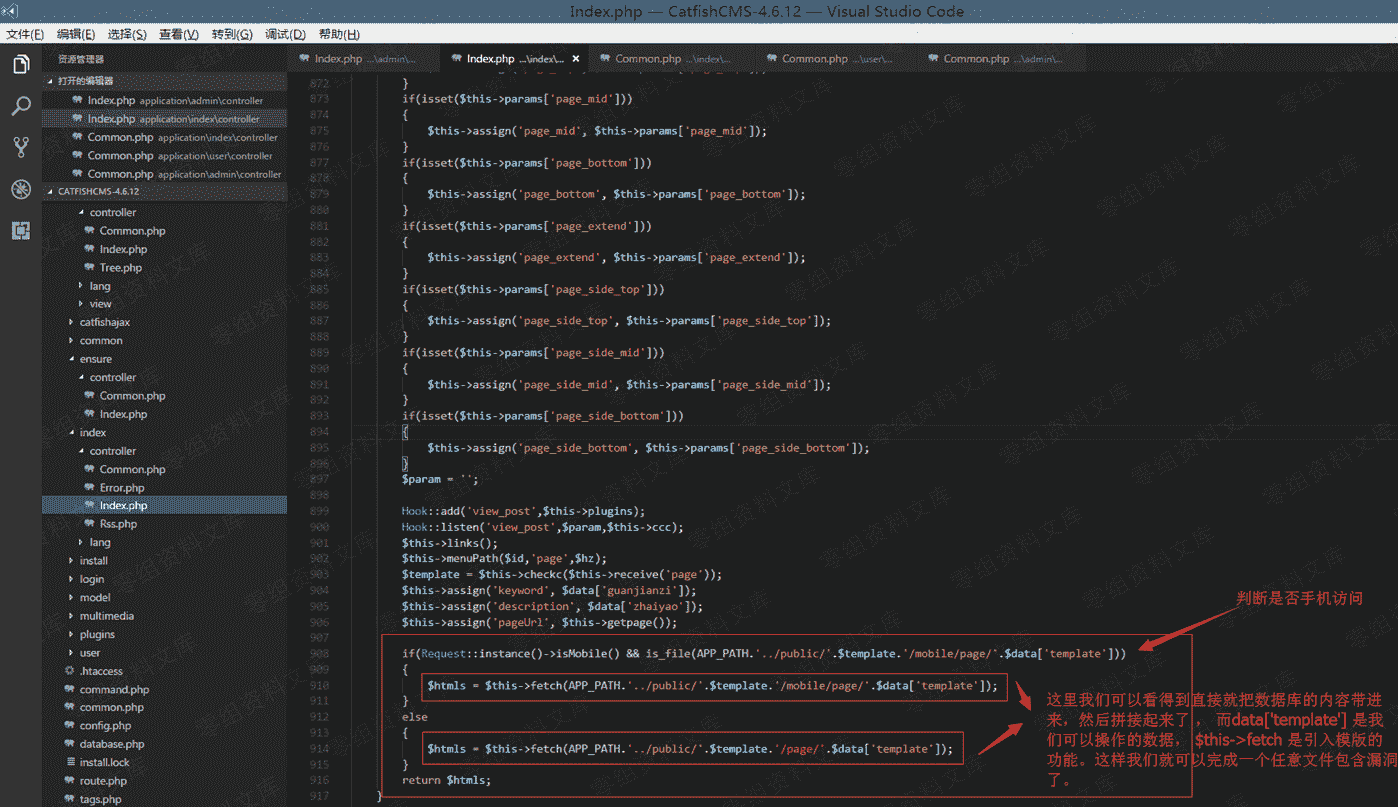 Index.php — CatfishCMS-4.6.12 — Visual Studio Code
文件(F) 编辑(E) 选择(S) 查看(V) 转到(G) 调试(D) 帮助(H)
资源管理器
Index.php ...\admin\...
Index.php ...\index\... ×
Common.php ...\index\...
Common.php ...\user\...
Common.php ...\admin\...
打开的编辑器
Index.php application\admin\controller
Index.php application\index\controller
Common.php application\index\controller
Common.php application\user\controller
Common.php application\admin\controller
CATFISHCMS-4.6.12
controller
Common.php
Index.php
Tree.php
lang
view
catfishajax
common
ensure
controller
Common.php
Index.php
index
controller
Common.php
Error.php
Index.php
Rss.php
lang
install
login
model
multimedia
plugins
user
.htaccess
command.php
common.php
config.php
database.php
install.lock
route.php
tags.php
872 }
873 if(isset($this->params['page_mid']))
874 {
875 $this->assign('page_mid', $this->params['page_mid']);
876 }
877 if(isset($this->params['page_bottom']))
878 {
879 $this->assign('page_bottom', $this->params['page_bottom']);
880 }
881 if(isset($this->params['page_extend']))
882 {
883 $this->assign('page_extend', $this->params['page_extend']);
884 }
885 if(isset($this->params['page_side_top']))
886 {
887 $this->assign('page_side_top', $this->params['page_side_top']);
888 }
889 if(isset($this->params['page_side_mid']))
890 {
891 $this->assign('page_side_mid', $this->params['page_side_mid']);
892 }
893 if(isset($this->params['page_side_bottom']))
894 {
895 $this->assign('page_side_bottom', $this->params['page_side_bottom']);
896 }
897 $param = '';
898
899 Hook::add('view_post',$this->plugins);
900 Hook::listen('view_post',$param,$this->ccc);
901 $this->links();
902 $this->menuPath($id,'page',$hz);
903 $template = $this->checkc($this->receive('page'));
904 $this->assign('keyword', $data['guanjianzi']);
905 $this->assign('description', $data['zhaiyao']);
906 $this->assign('pageUrl', $this->getpage());
907
908 if(Request::instance()->isMobile() && is_file(APP_PATH.'../public/'.$template.'/mobile/page/'.$data['template']))
909 {
910 $htmls = $this->fetch(APP_PATH.'../public/'.$template.'/mobile/page/'.$data['template']);
911 }
912 else
913 {
914 $htmls = $this->fetch(APP_PATH.'../public/'.$template.'/page/'.$data['template']);
915 }
916 return $htmls;
917 }
判断是否手机访问
这里我们可以看得到直接就把数据库的内容带进
来，然后拼接起来了， 而data['template'] 是我
们可以操作的数据， $this->fetch 是引入模版的
功能。这样我们就可以完成一个任意文件包含漏洞
了。
零组资料文库